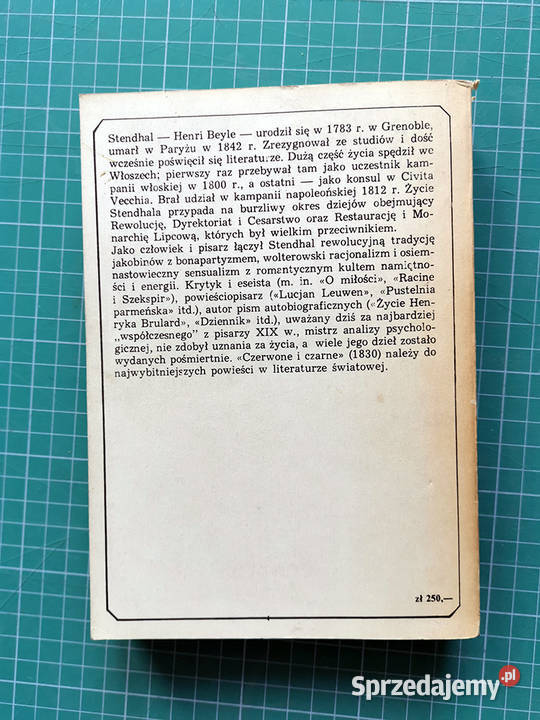 Stendhal — Henri Beyle — urodził się w 1783 r. w Grenoble,
umarł w Paryżu w 1842 r. Zrezygnował ze studiów i dość
wcześnie poświęcił się literaturze. Dużą część życia spędził we
Włoszech; pierwszy raz przebywał tam jako uczestnik kam-
panii włoskiej w 1800 r., a ostatni — jako konsul w Civita
Vecchia. Brał udział w kampanii napoleońskiej 1812 r. Życie
Stendhala przypada na burzliwy okres dziejów obejmujący
Rewolucję, Dyrektoriat i Cesarstwo oraz Restaurację i Mo-
narchię Lipcową, których był wielkim przeciwnikiem.
Jako człowiek i pisarz łączył Stendhal rewolucyjną tradycję
jakobinów z bonapartyzmem, wolterowski racjonalizm i osiem-
nastowieczny sensualizm z romentycznym kultem namiętno-
ści i energii. Krytyk i eseista (m. in. «O miłości», «Racine
i Szekspir»), powieściopisarz («Lucjan Leuwen», «Pustelnia
parmeńska» itd.), autor pism autobiograficznych («Życie Hen-
ryka Brulard», «Dziennik» itd.), uważany dziś za najbardziej
„współczesnego” z pisarzy XIX w., mistrz analizy psycholo-
gicznej, nie zdobył uznania za życia, a wiele jego dzieł zostało
wydanych pośmiertnie. «Czerwone i czarne» (1830) należy do
najwybitniejszych powieści w literaturze światowej.
zł 250,—
Sprzedajemy.pl